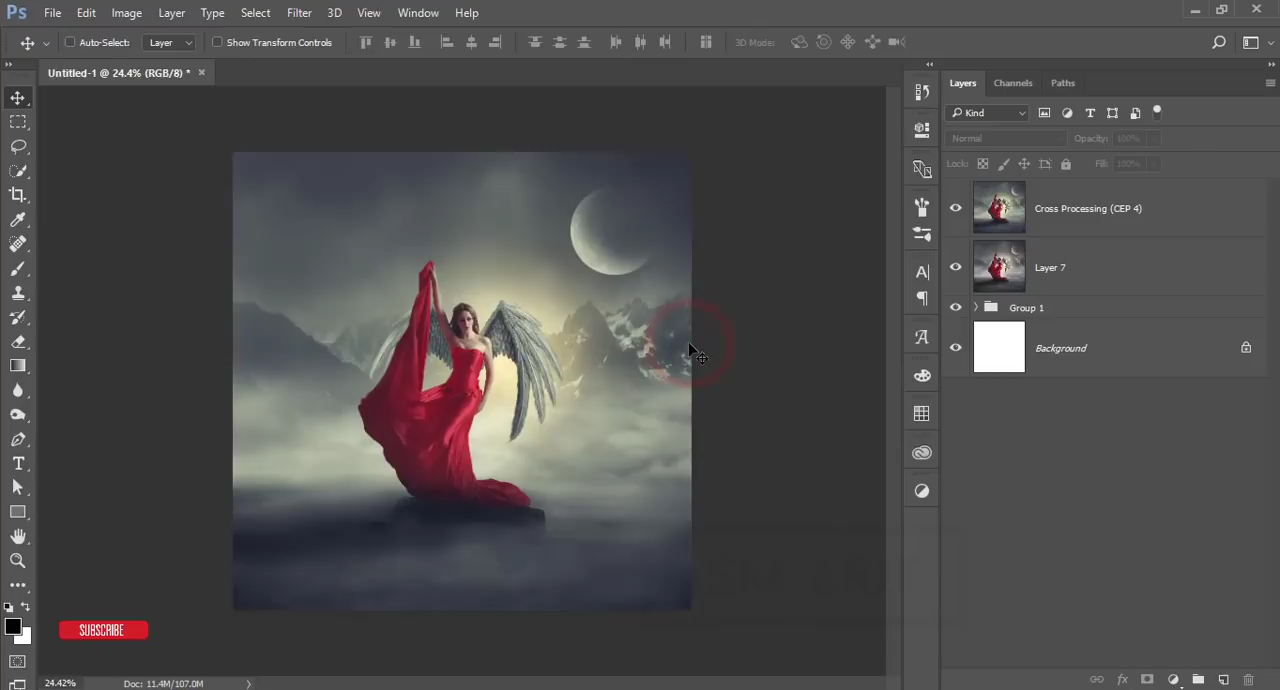 Ps File Edit Image Layer Type Select Filter 3D View Window Help
Auto-Select: Layer Show Transform Controls 3D Mode:
Untitled-1 @ 24.4% (RGB/8) * ×
Layers Channels Paths
Kind
Normal Opacity: 100%
Lock: Fill: 100%
Cross Processing (CEP 4)
Layer 7
Group 1
Background
SUBSCRIBE
24.42% Doc: 11.4M/107.0M